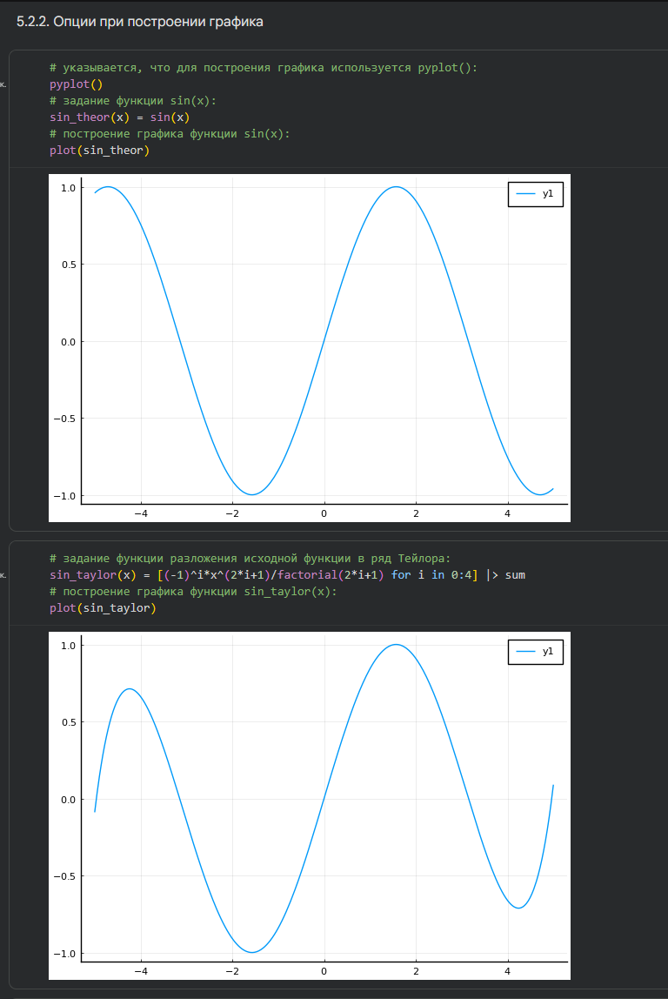 5.2.2. Опции при построении графика
# указывается, что для построения графика используется pyplot():
к.
pyplot()
# задание функции sin(x):
sin_theor(x) = sin(x)
# построение графика функции sin(x):
plot(sin_theor)
1.0
y1
0.5
0.0
−0.5
−1.0
−4 −2 0 2 4
# задание функции разложения исходной функции в ряд Тейлора:
к.
sin_taylor(x) = [(-1)^i*x^(2*i+1)/factorial(2*i+1) for i in 0:4] |> sum
# построение графика функции sin_taylor(x):
plot(sin_taylor)
1.0
y1
0.5
0.0
−0.5
−1.0
−4 −2 0 2 4